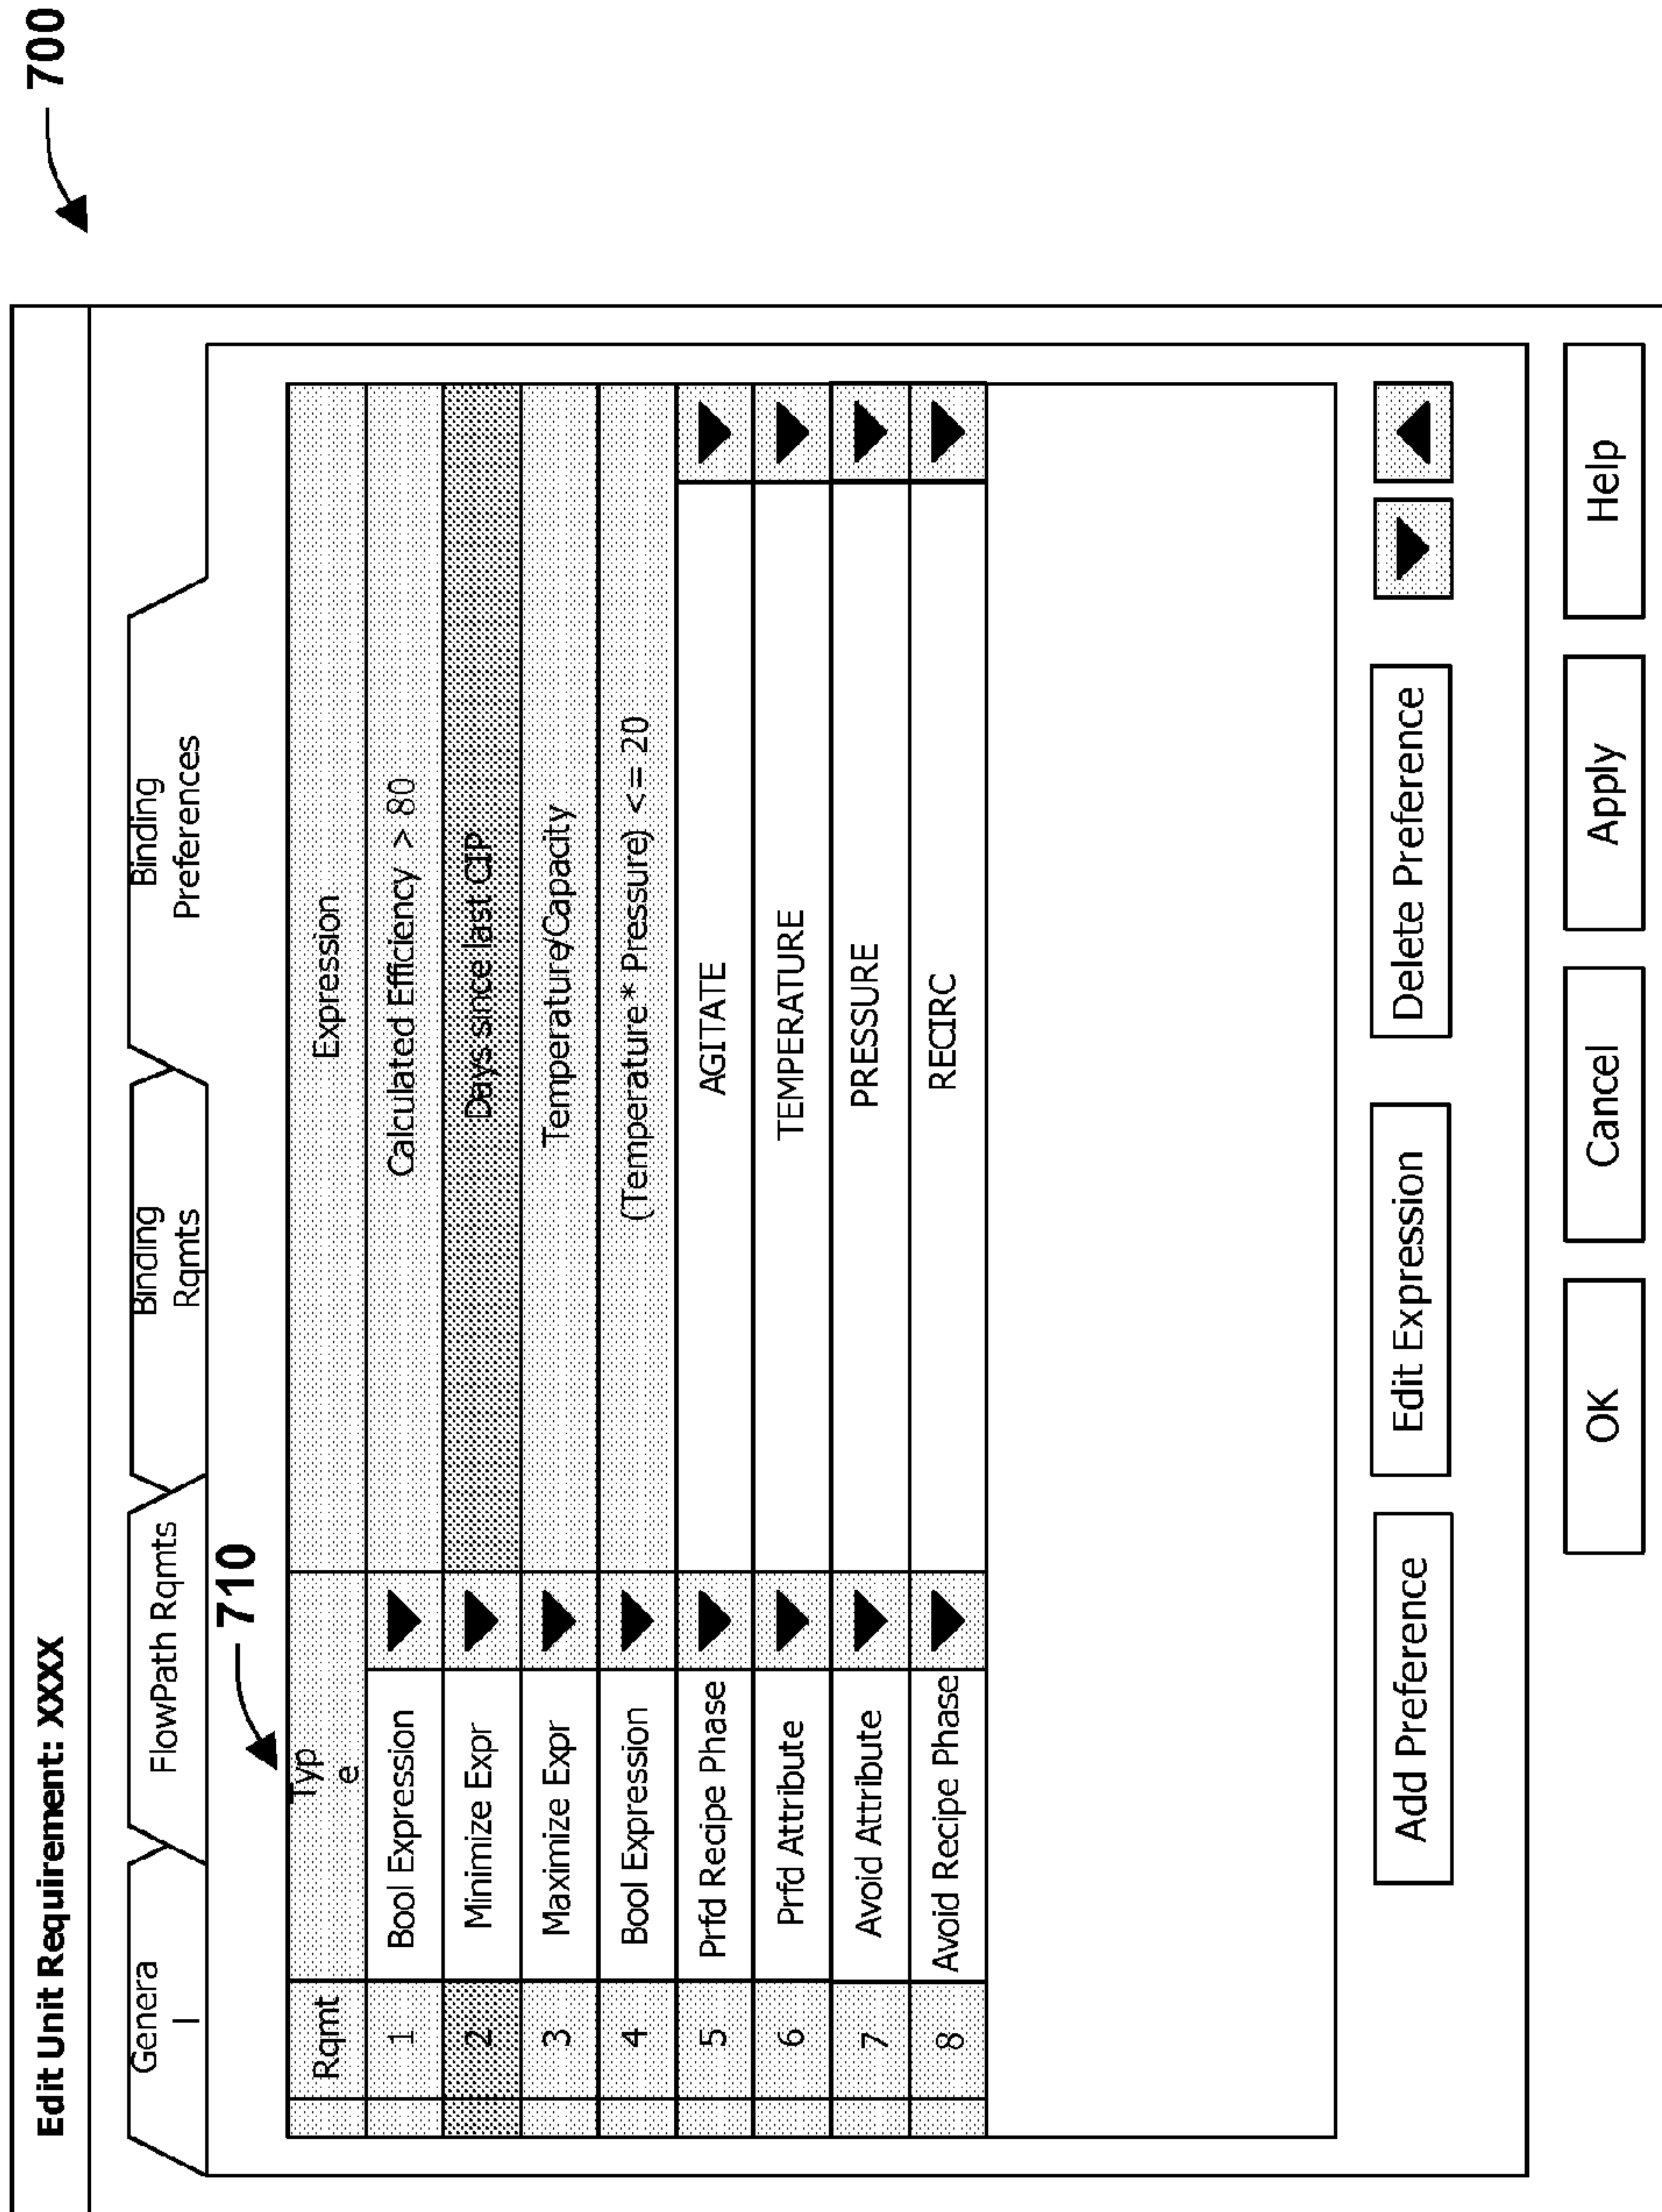 700
Edit Unit Requirement: XXXX
Genera
l
FlowPath Rqmts
Binding
Rqmts
Binding
Preferences
710
Rqmt Typ
e Expression
1 Bool Expression Calculated Efficiency > 80
2 Minimize Expr Days since last CIP
3 Maximize Expr Temperature/Capacity
4 Bool Expression (Temperature * Pressure) <= 20
5 Prfd Recipe Phase AGITATE
6 Prfd Attribute TEMPERATURE
7 Avoid Attribute PRESSURE
8 Avoid Recipe Phase RECIRC
Add Preference Edit Expression Delete Preference
OK Cancel Apply Help